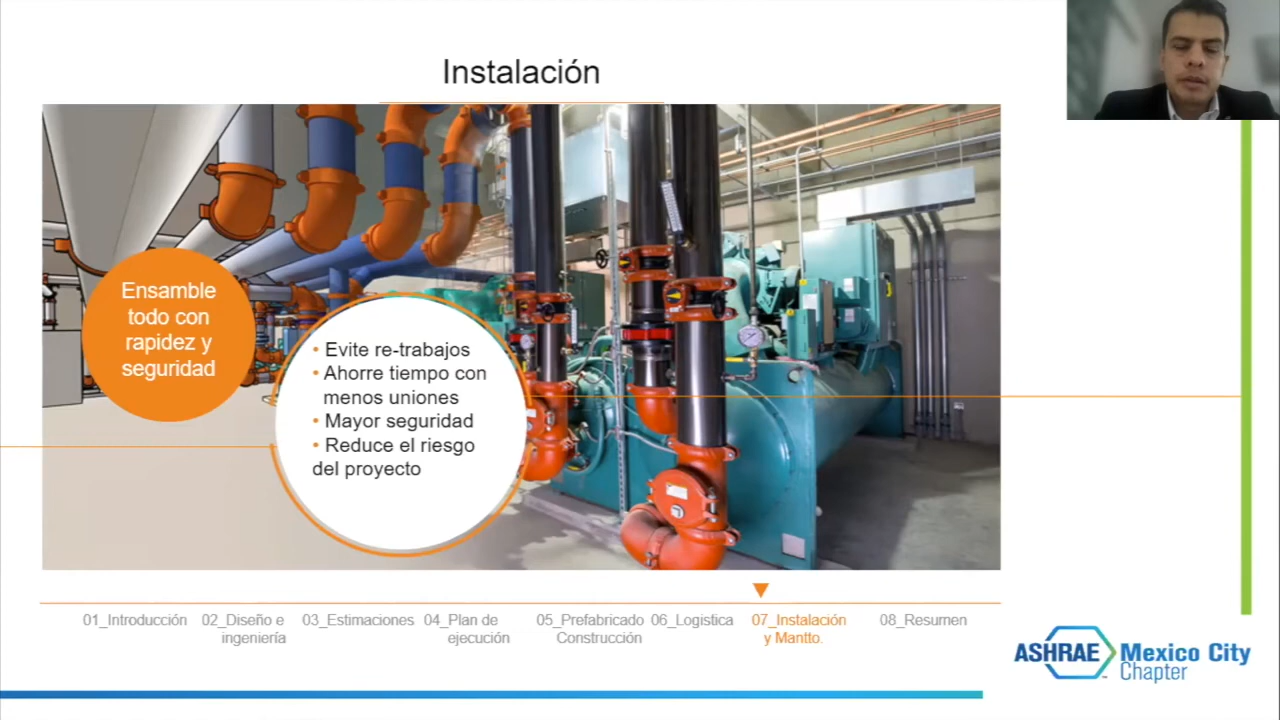 Instalación
Ensamble
todo con
rapidez y
seguridad
• Evite re-trabajos
• Ahorre tiempo con
menos uniones
• Mayor seguridad
• Reduce el riesgo
del proyecto
01_Introducción
02_Diseño e
ingeniería
03_Estimaciones
04_Plan de
ejecución
05_Prefabricado
Construcción
06_Logistica
07_Instalación
y Mantto.
08_Resumen
ASHRAE Mexico City
Chapter